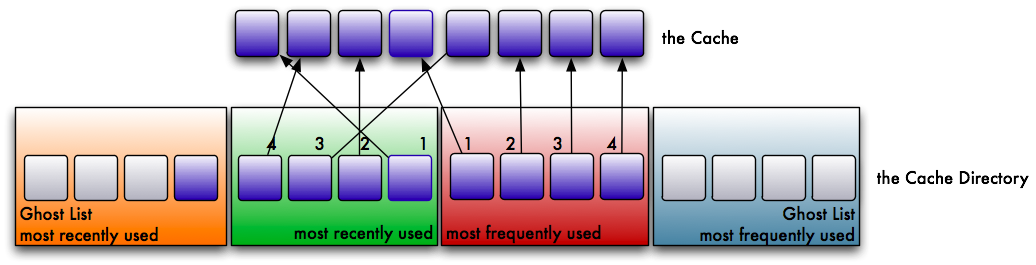 the Cache
4 3 2 1 1 2 3 4
the Cache Directory
Ghost List
most recently used
most recently used
most frequently used
Ghost List
most frequently used